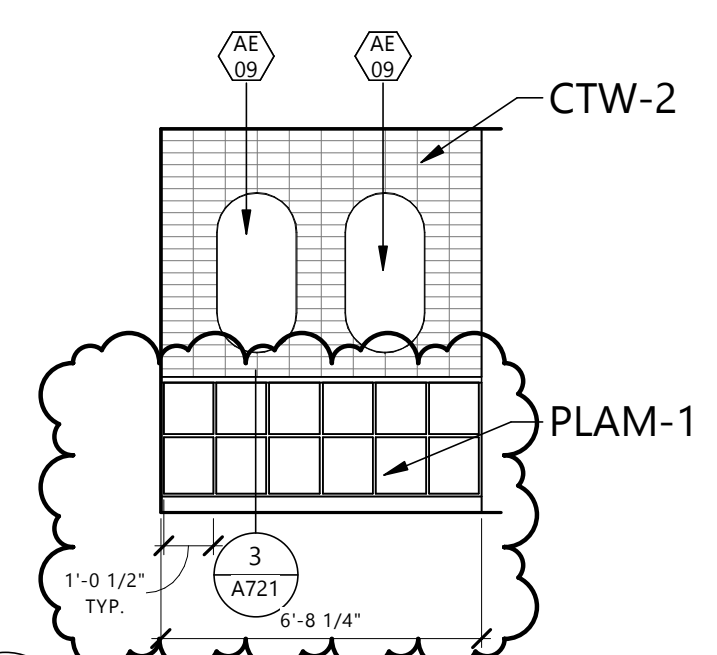 AE
09
AE
09
CTW-2
PLAM-1
1'-0 1/2"
TYP.
3
A721
6'-8 1/4"